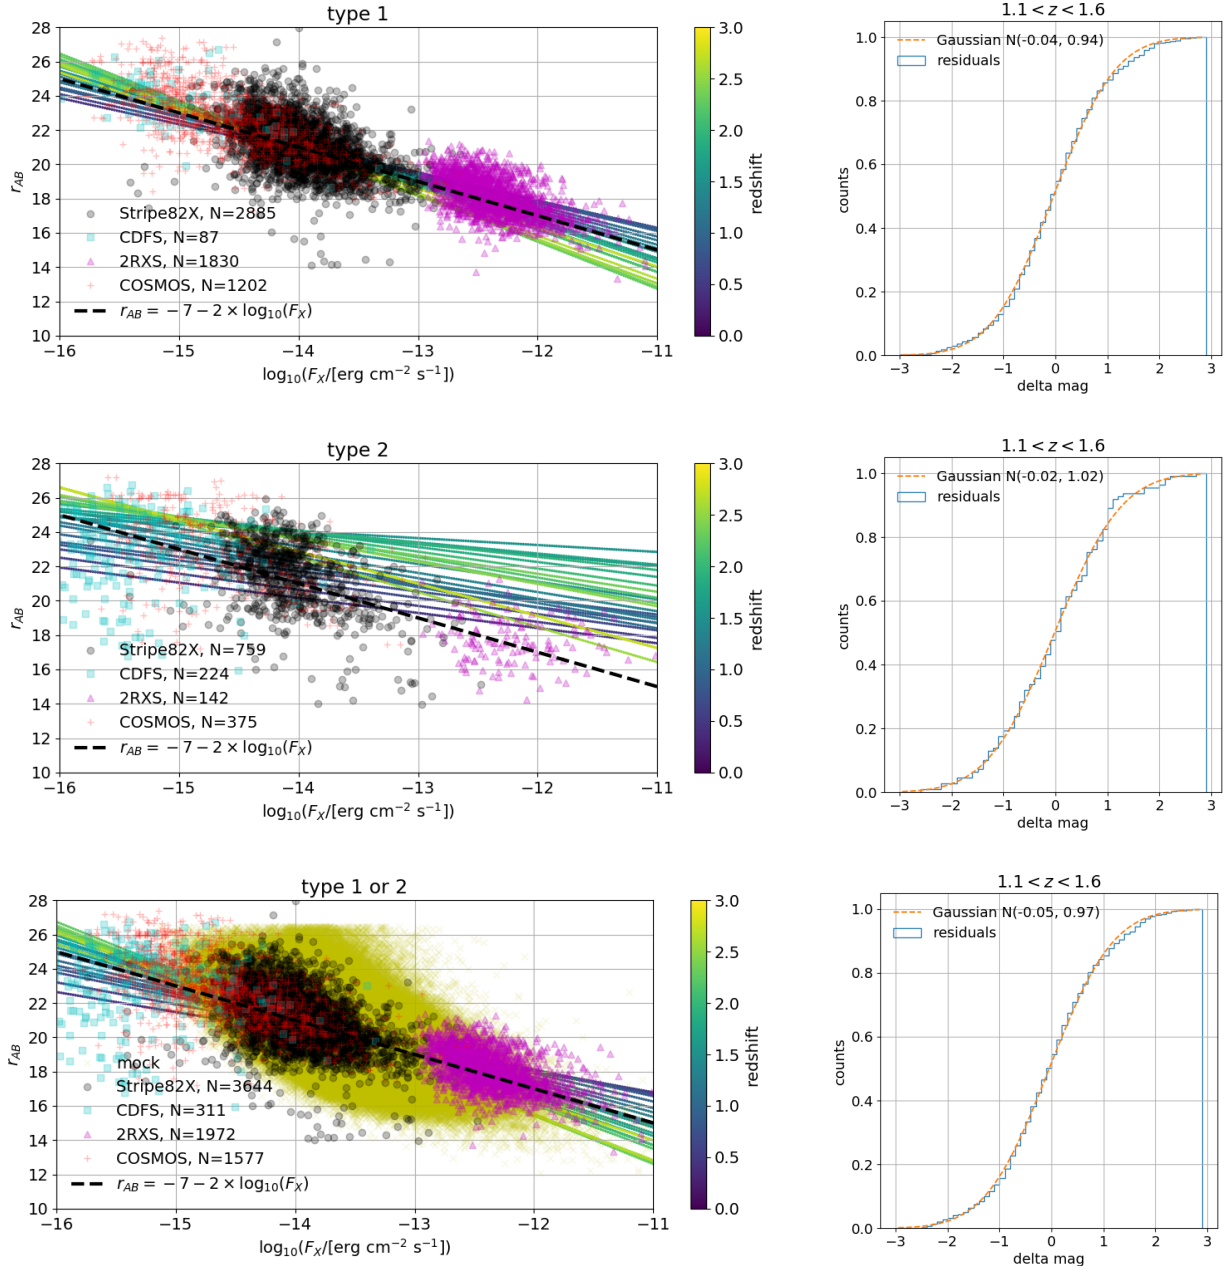 type 1
28
26
24
22
20
18
16
14
12
10
r_AB
Stripe82X, N=2885
CDFS, N=87
2RXS, N=1830
COSMOS, N=1202
r_AB = −7 − 2 × log₁₀(F_X)
−16 −15 −14 −13 −12 −11
log₁₀(F_X/[erg cm⁻² s⁻¹])
3.0
2.5
2.0
1.5
1.0
0.5
0.0
redshift
1.1 < z < 1.6
Gaussian N(-0.04, 0.94)
residuals
1.0
0.8
0.6
0.4
0.2
0.0
counts
−3 −2 −1 0 1 2 3
delta mag
type 2
28
26
24
22
20
18
16
14
12
10
r_AB
Stripe82X, N=759
CDFS, N=224
2RXS, N=142
COSMOS, N=375
r_AB = −7 − 2 × log₁₀(F_X)
−16 −15 −14 −13 −12 −11
log₁₀(F_X/[erg cm⁻² s⁻¹])
3.0
2.5
2.0
1.5
1.0
0.5
0.0
redshift
1.1 < z < 1.6
Gaussian N(-0.02, 1.02)
residuals
1.0
0.8
0.6
0.4
0.2
0.0
counts
−3 −2 −1 0 1 2 3
delta mag
type 1 or 2
28
26
24
22
20
18
16
14
12
10
r_AB
mock
Stripe82X, N=3644
CDFS, N=311
2RXS, N=1972
COSMOS, N=1577
r_AB = −7 − 2 × log₁₀(F_X)
−16 −15 −14 −13 −12 −11
log₁₀(F_X/[erg cm⁻² s⁻¹])
3.0
2.5
2.0
1.5
1.0
0.5
0.0
redshift
1.1 < z < 1.6
Gaussian N(-0.05, 0.97)
residuals
1.0
0.8
0.6
0.4
0.2
0.0
counts
−3 −2 −1 0 1 2 3
delta mag